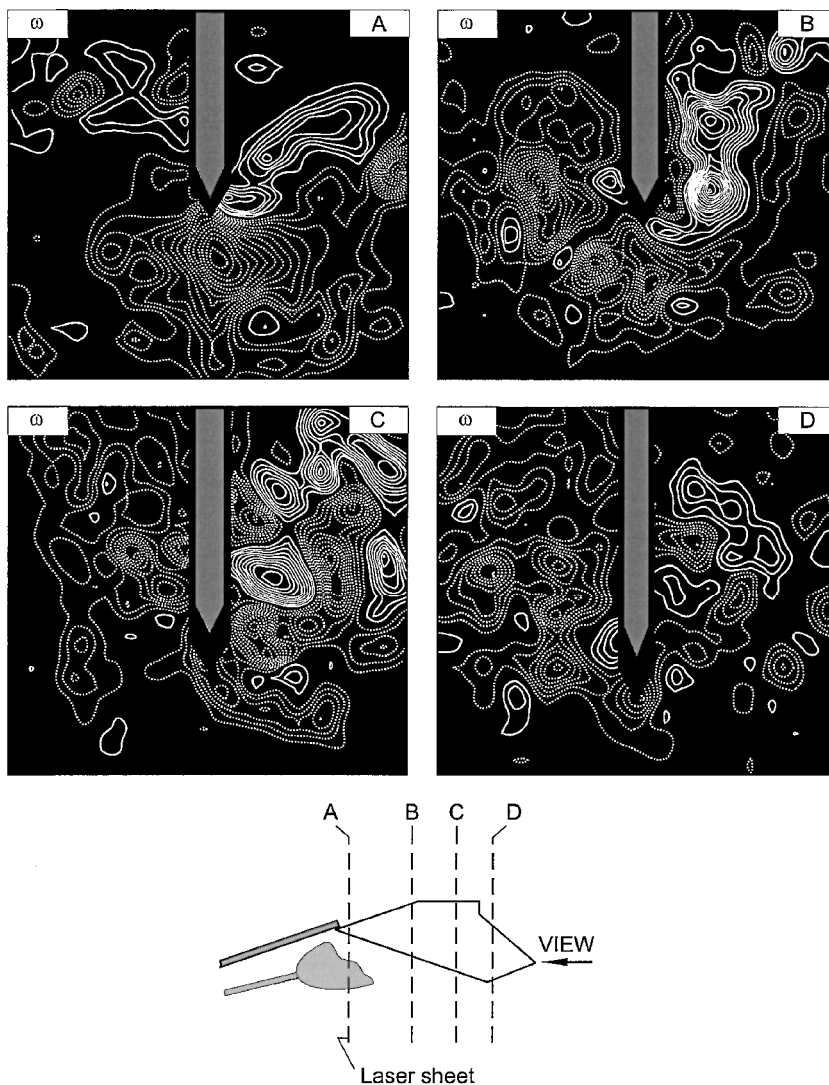 ω A
ω B
ω C
ω D
A B C D
VIEW
Laser sheet